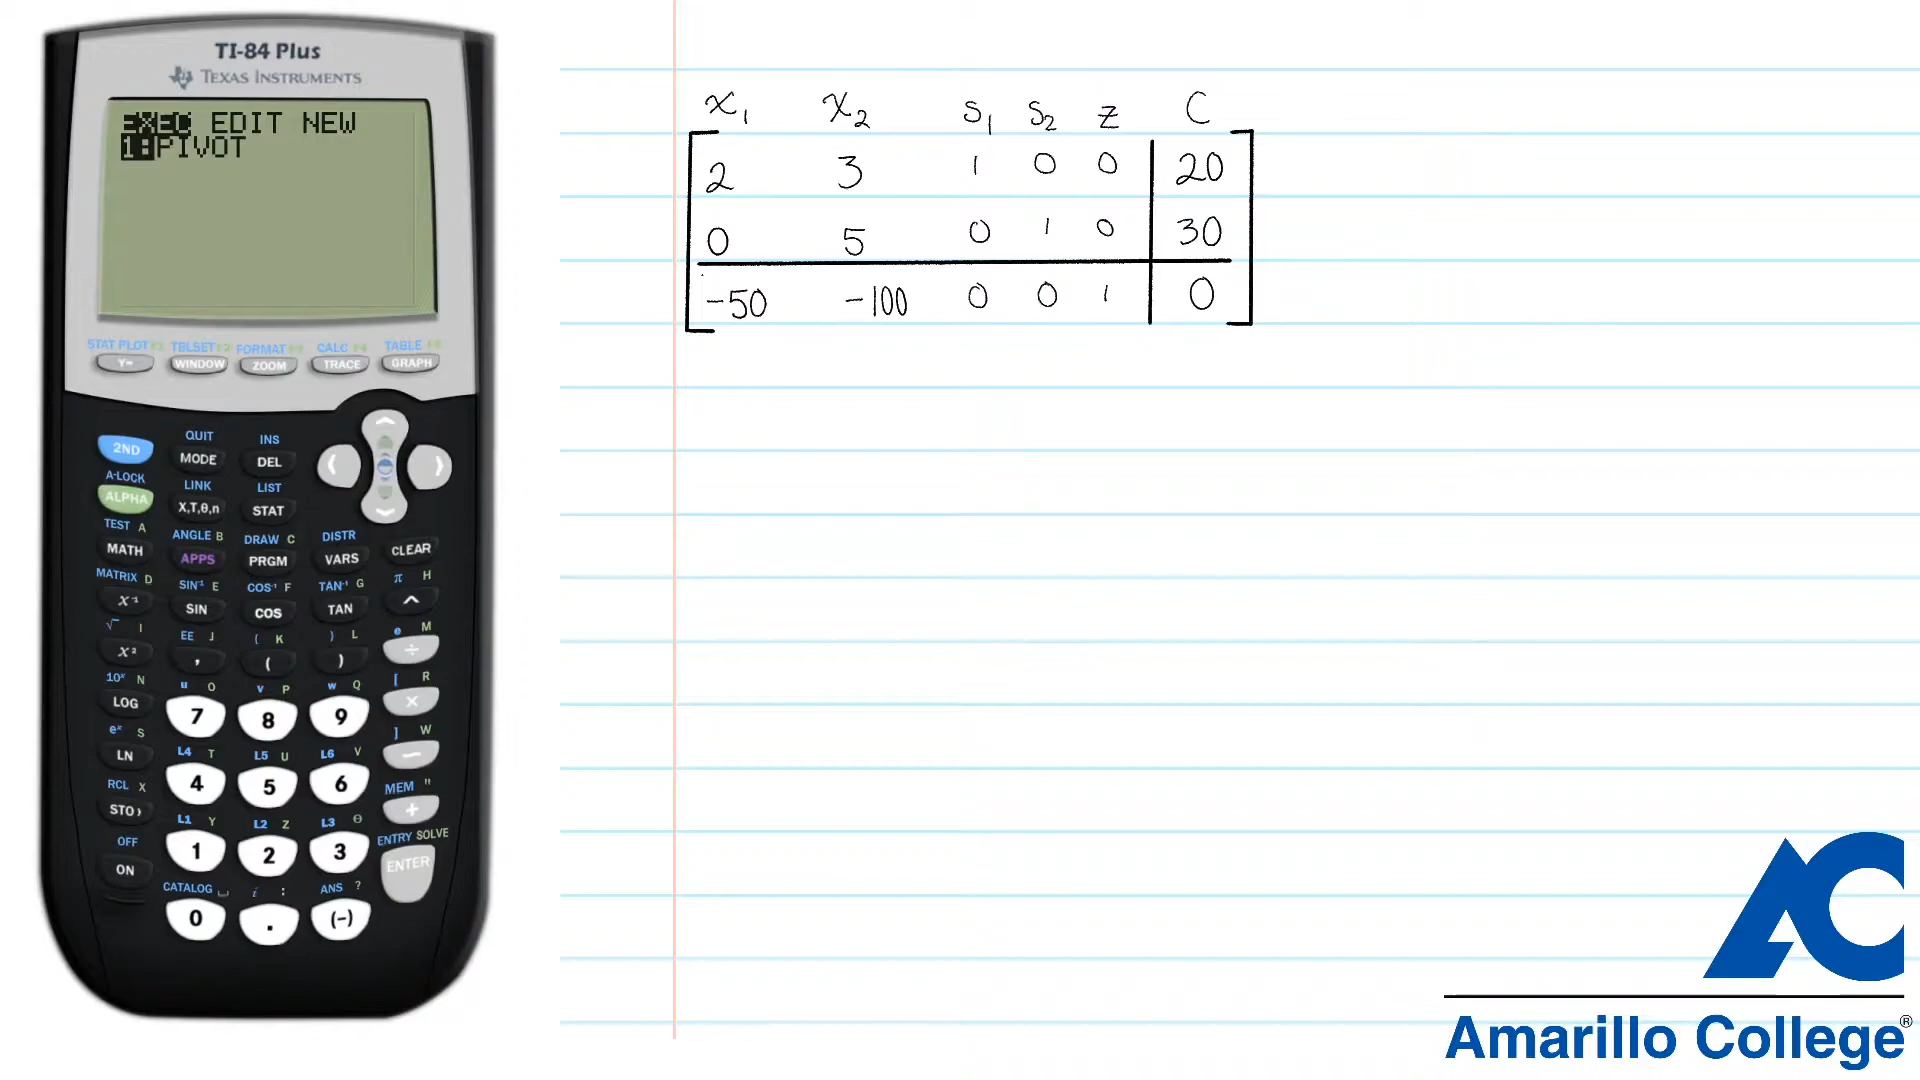 TI-84 Plus
TEXAS INSTRUMENTS
EXEC EDIT NEW
1:PIVOT
STAT PLOT F1 TBLSET F2 FORMAT F3 CALC F4 TABLE F5
Y= WINDOW ZOOM TRACE GRAPH
QUIT INS
2ND MODE DEL
A-LOCK LINK LIST
ALPHA X,T,θ,n STAT
TEST A ANGLE B DRAW C DISTR
MATH APPS PRGM VARS CLEAR
MATRIX D SIN⁻¹ E COS⁻¹ F TAN⁻¹ G π H
X⁻¹ SIN COS TAN ^
√ I EE J ( K ) L e M
X² , ( ) ÷
10ˣ N u O v P w Q [ R
LOG 7 8 9 ×
eˣ S L4 T L5 U L6 V ] W
LN 4 5 6 −
RCL X L1 Y L2 Z L3 θ MEM "
STO› 1 2 3 +
OFF CATALOG ⎵ i : ANS ? ENTRY SOLVE
ON 0 . (-) ENTER
x₁ x₂ s₁ s₂ z C
2 3 1 0 0 20
0 5 0 1 0 30
-50 -100 0 0 1 0
AC
Amarillo College®